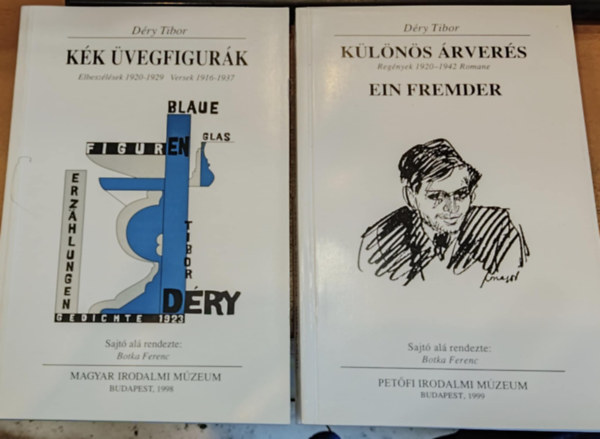 Déry Tibor
KÉK ÜVEGFIGURÁK
Elbeszélések 1920-1929 Versek 1916-1937
BLAUE
FIGUREN
GLAS
ERZÄHLUNGEN
TIBOR
DÉRY
GEDICHTE 1923
Sajtó alá rendezte:
Botka Ferenc
MAGYAR IRODALMI MÚZEUM
BUDAPEST, 1998
Déry Tibor
KÜLÖNÖS ÁRVERÉS
Regények 1920-1942 Romane
EIN FREMDER
Sajtó alá rendezte:
Botka Ferenc
PETŐFI IRODALMI MÚZEUM
BUDAPEST, 1999